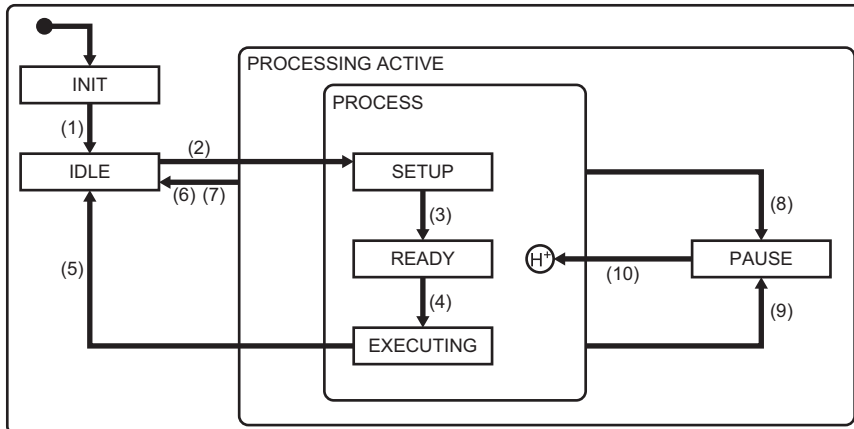 PROCESSING ACTIVE
INIT
PROCESS
(1)
(2)
IDLE
SETUP
(6) (7)
(8)
(3)
(5)
READY
H+
PAUSE
(10)
(4)
(9)
EXECUTING